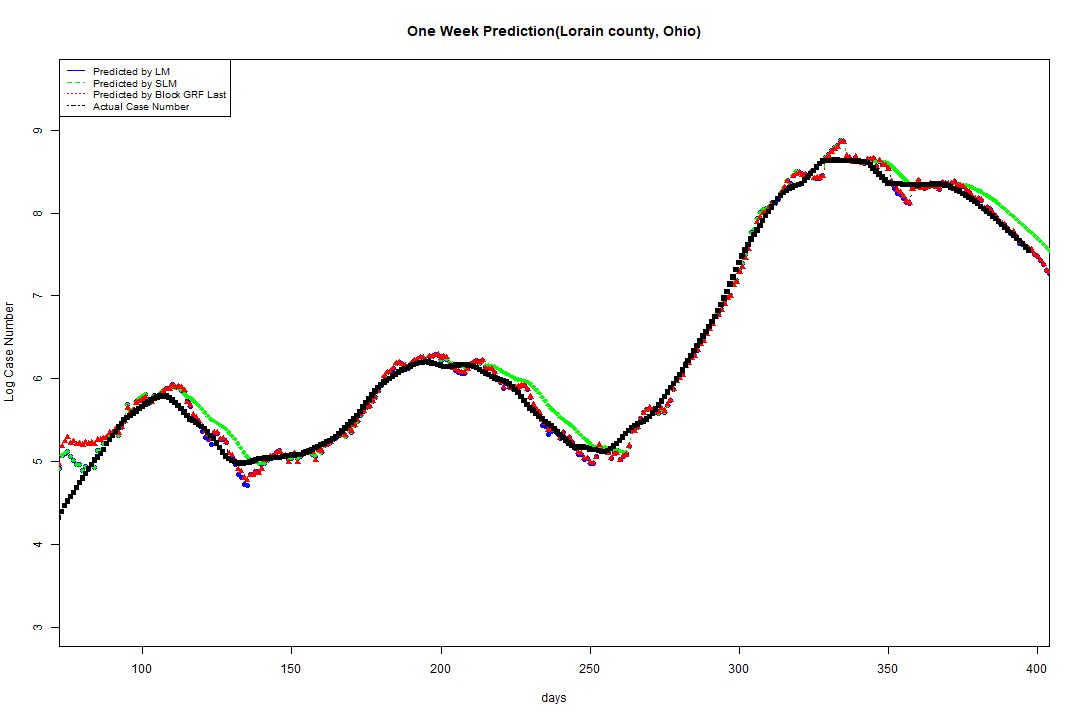 One Week Prediction(Lorain county, Ohio)
Predicted by LM
Predicted by SLM
Predicted by Block GRF Last
Actual Case Number
Log Case Number
9
8
7
6
5
4
3
100 150 200 250 300 350 400
days